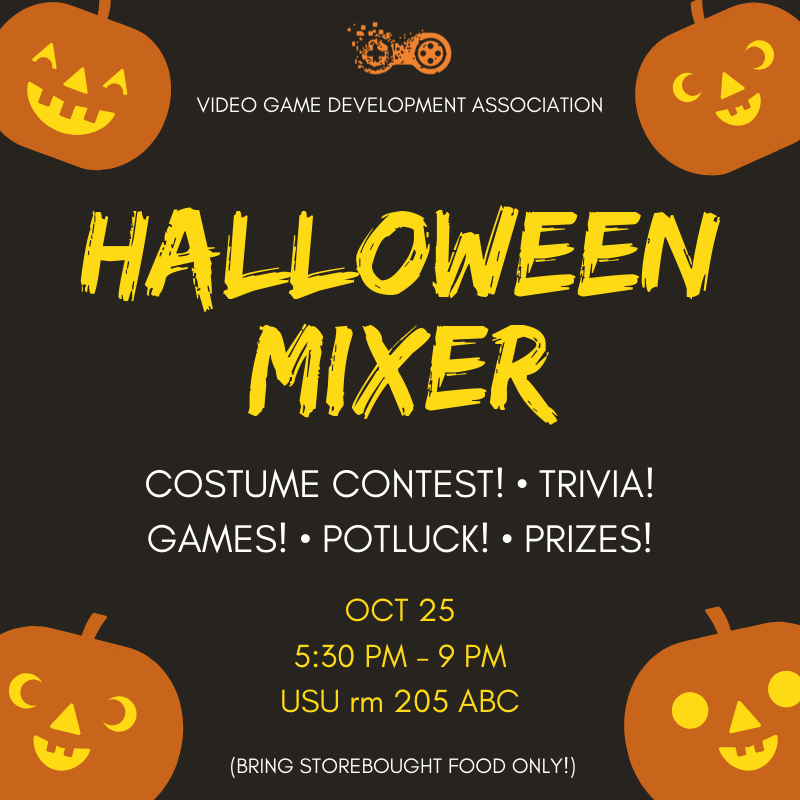 VIDEO GAME DEVELOPMENT ASSOCIATION
HALLOWEEN
MIXER
COSTUME CONTEST! • TRIVIA!
GAMES! • POTLUCK! • PRIZES!
OCT 25
5:30 PM – 9 PM
USU rm 205 ABC
(BRING STOREBOUGHT FOOD ONLY!)